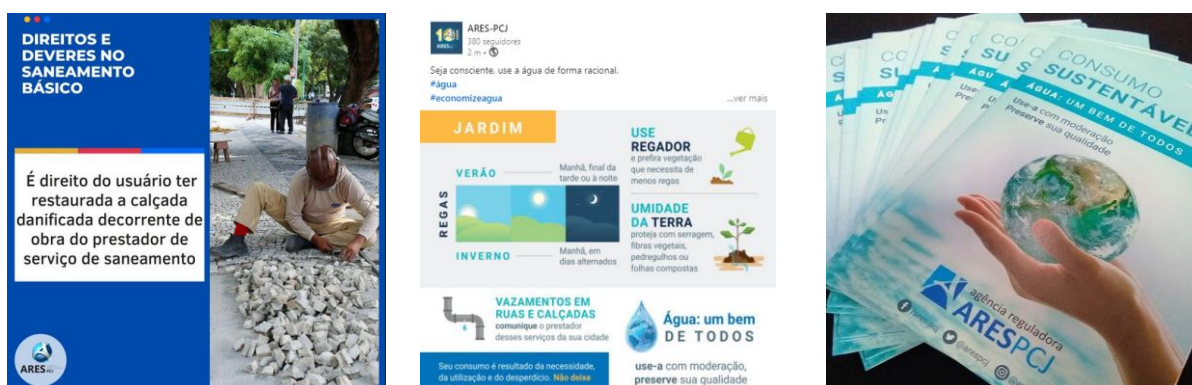 DIREITOS E
DEVERES NO
SANEAMENTO
BÁSICO
É direito do usuário ter
restaurada a calçada
danificada decorrente de
obra do prestador de
serviço de saneamento
ARES PCJ
ARES-PCJ
380 seguidores
2 m
Seja consciente, use a água de forma racional.
#água
#economizeagua
...ver mais
JARDIM
REGAS
VERÃO
Manhã, final da
tarde ou à noite
INVERNO
Manhã, em
dias alternados
USE
REGADOR
e prefira vegetação
que necessita de
menos regas
UMIDADE
DA TERRA
proteja com serragem,
fibras vegetais,
pedregulhos ou
folhas compostas
VAZAMENTOS EM
RUAS E CALÇADAS
comunique o prestador
desses serviços da sua cidade
Seu consumo é resultado da necessidade,
da utilização e do desperdício. Não deixe
Água: um bem
DE TODOS
use-a com moderação,
preserve sua qualidade
CONSUMO
SUSTENTÁVEL
ÁGUA: UM BEM DE TODOS
Use-a com moderação
Preserve sua qualidade
agência reguladora
ARESPCJ
@arespcj